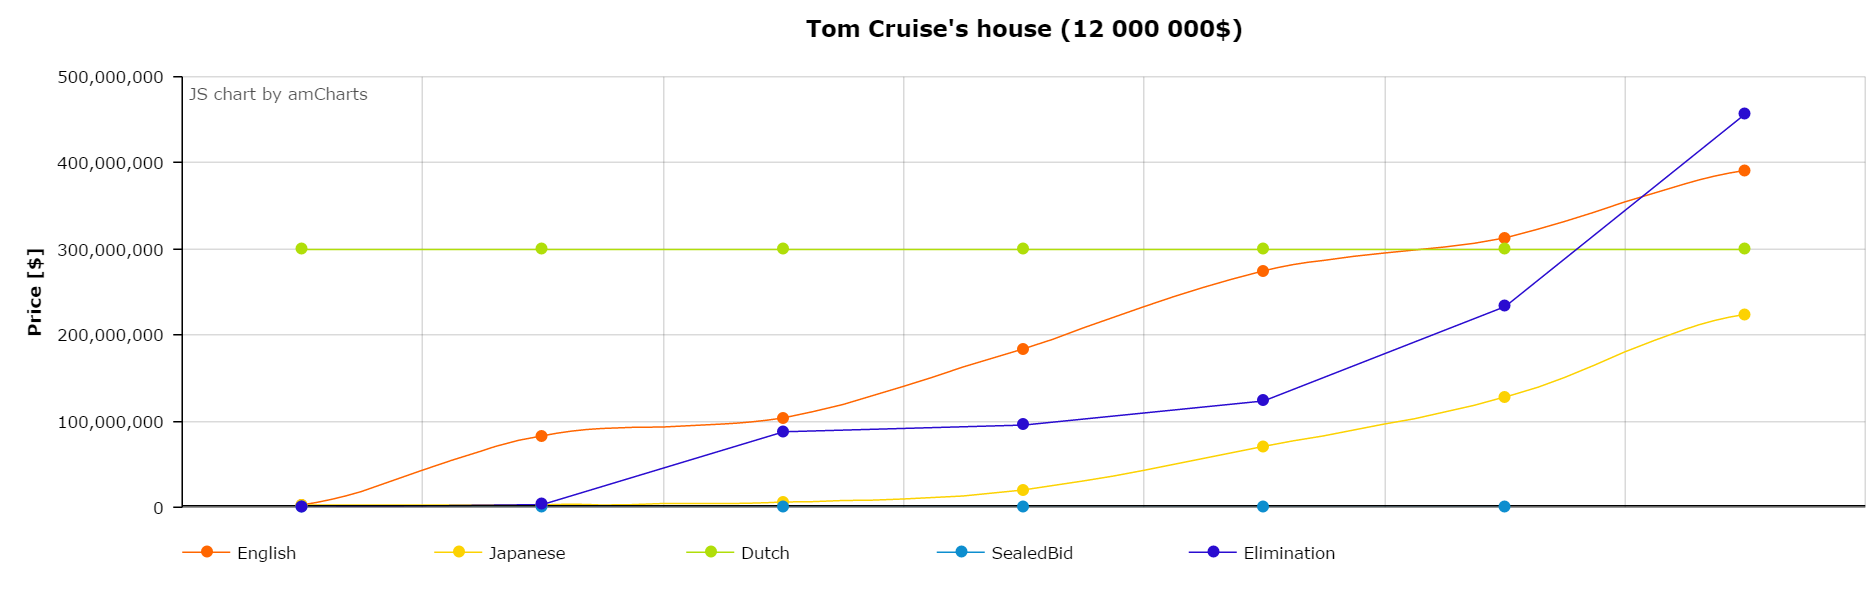 Tom Cruise's house (12 000 000$)
500,000,000
JS chart by amCharts
400,000,000
300,000,000
Price [$]
200,000,000
100,000,000
0
English Japanese Dutch SealedBid Elimination